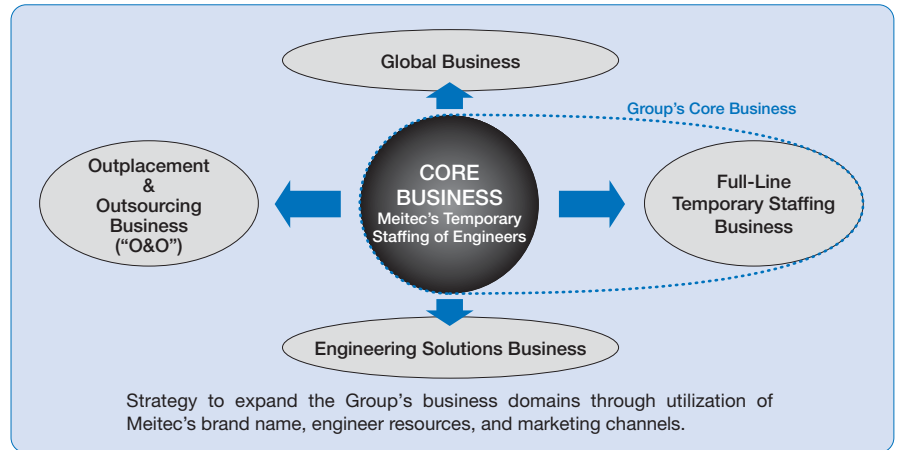 Global Business
Group's Core Business
Outplacement
&
Outsourcing
Business
("O&O")
CORE
BUSINESS
Meitec's Temporary
Staffing of Engineers
Full-Line
Temporary Staffing
Business
Engineering Solutions Business
Strategy to expand the Group's business domains through utilization of
Meitec's brand name, engineer resources, and marketing channels.